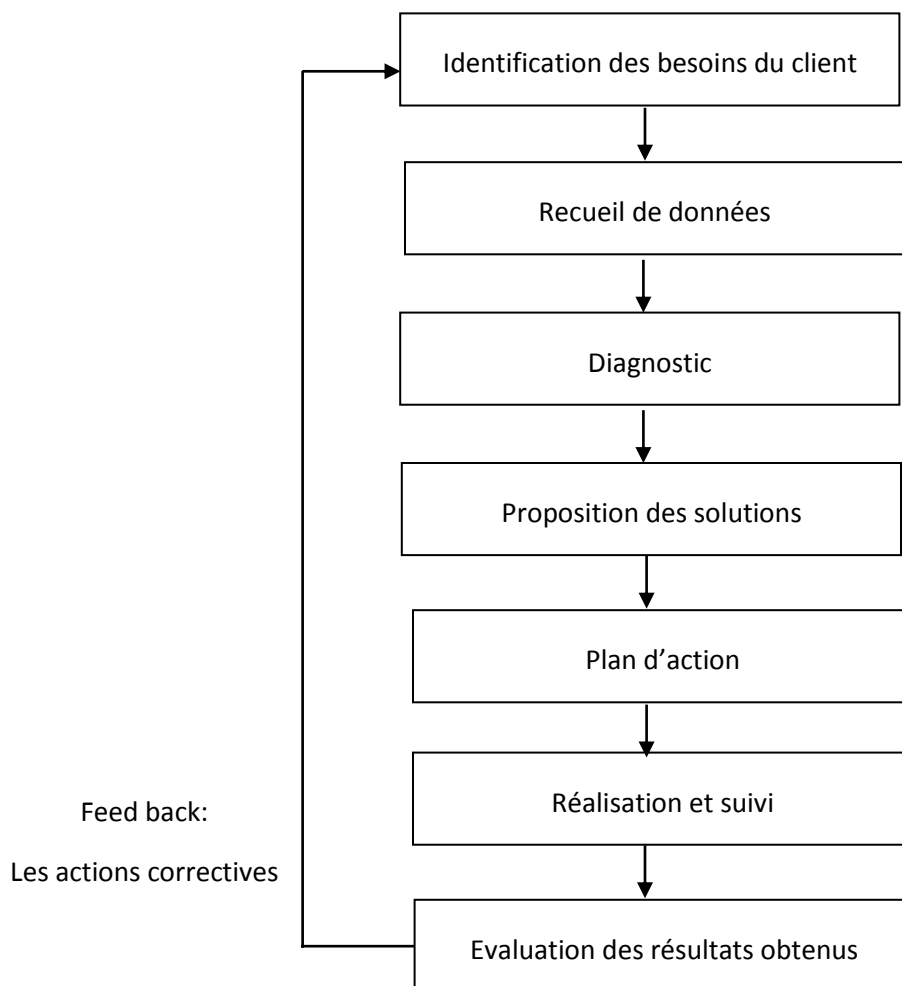 Identification des besoins du client
Recueil de données
Diagnostic
Proposition des solutions
Plan d’action
Réalisation et suivi
Feed back:
Les actions correctives
Evaluation des résultats obtenus